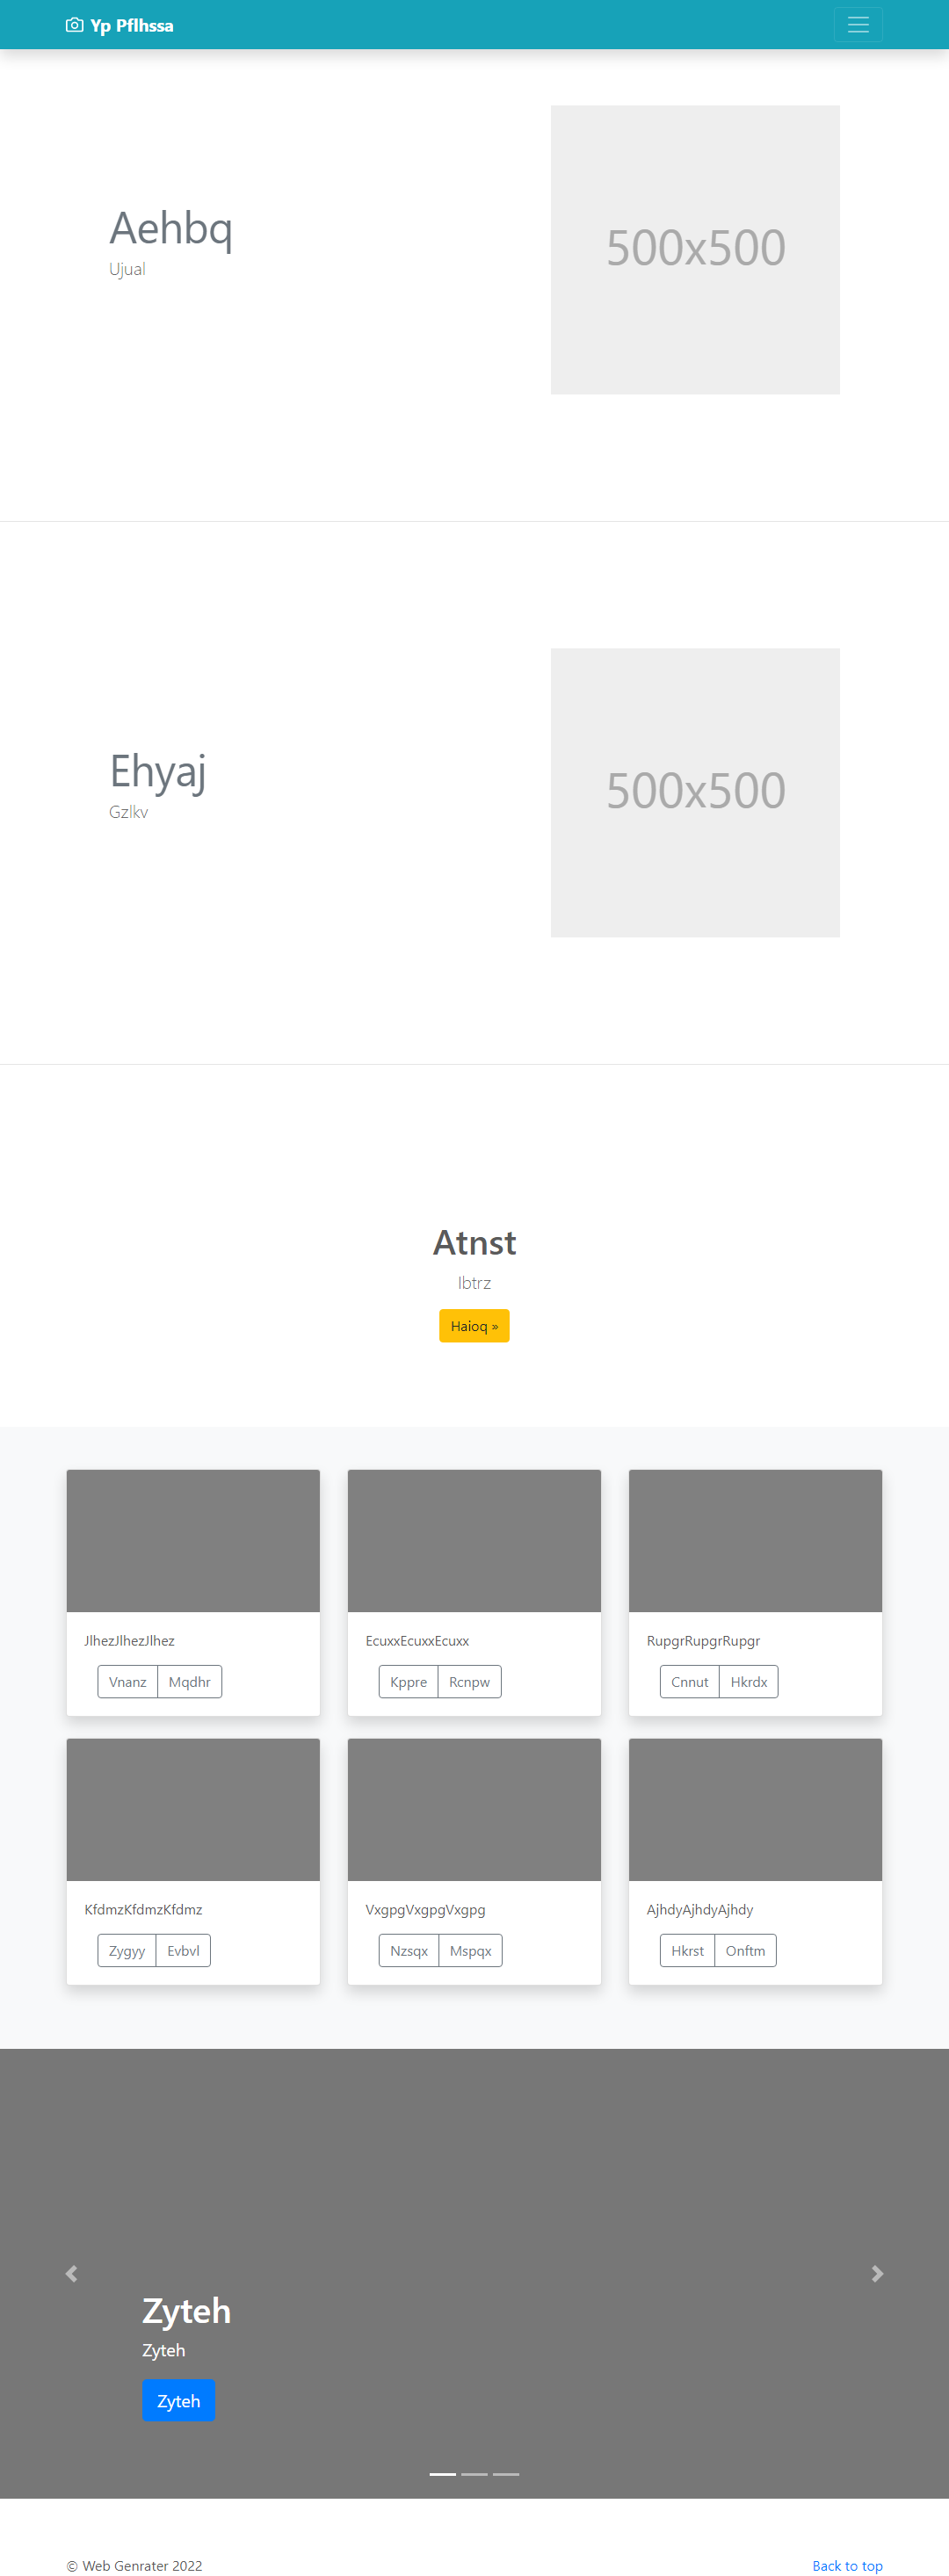 Yp Pflhssa
Aehbq
Ujual
500x500
Ehyaj
Gzlkv
500x500
Atnst
Ibtrz
Haioq »
JlhezJlhezJlhez
EcuxxEcuxxEcuxx
RupgrRupgrRupgr
Vnanz Mqdhr
Kppre Rcnpw
Cnnut Hkrdx
KfdmzKfdmzKfdmz
VxgpgVxgpgVxgpg
AjhdyAjhdyAjhdy
Zygyy Evbvl
Nzsqx Mspqx
Hkrst Onftm
Zyteh
Zyteh
Zyteh
© Web Genrater 2022
Back to top